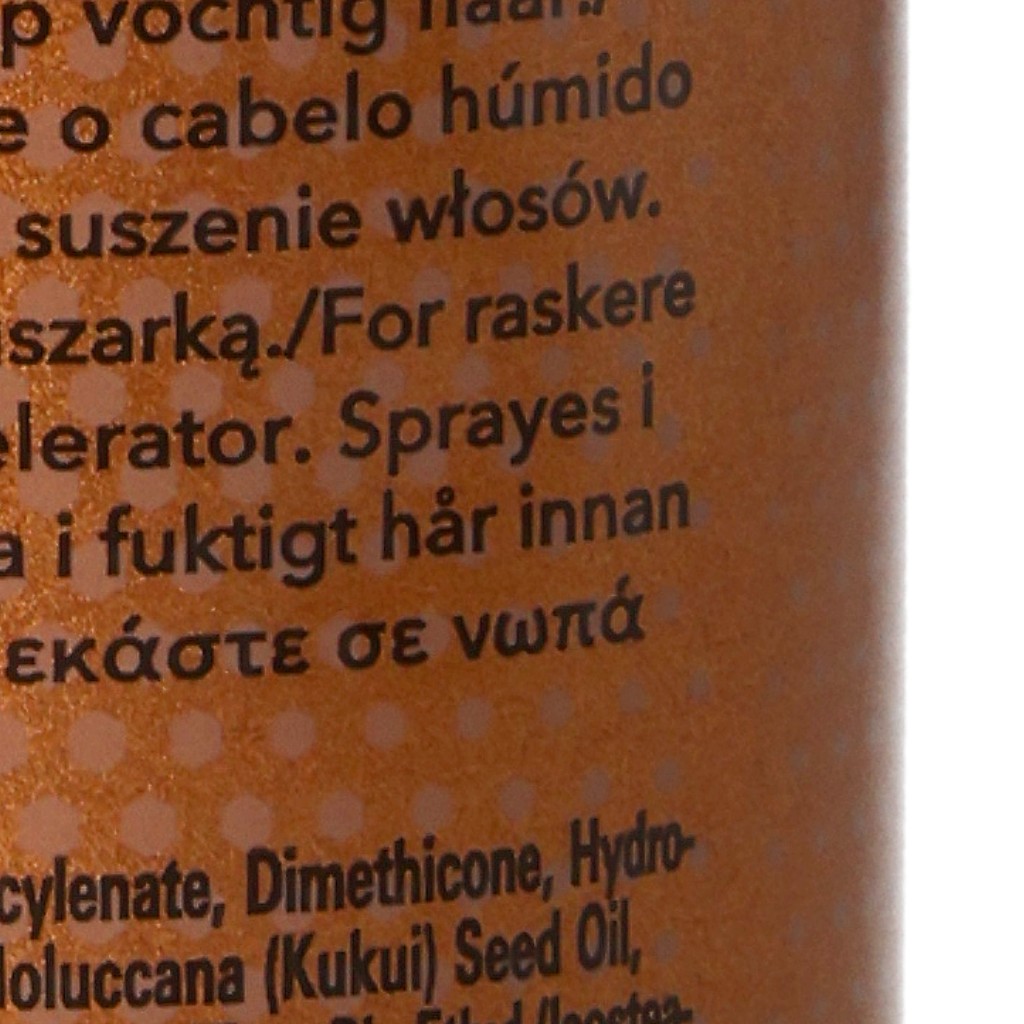 p vochtig haar./
e o cabelo húmido
suszenie włosów.
szarką./For raskere
elerator. Sprayes i
a i fuktigt hår innan
εκάστε σε νωπά
cylenate, Dimethicone, Hydro-
oluccana (Kukui) Seed Oil,